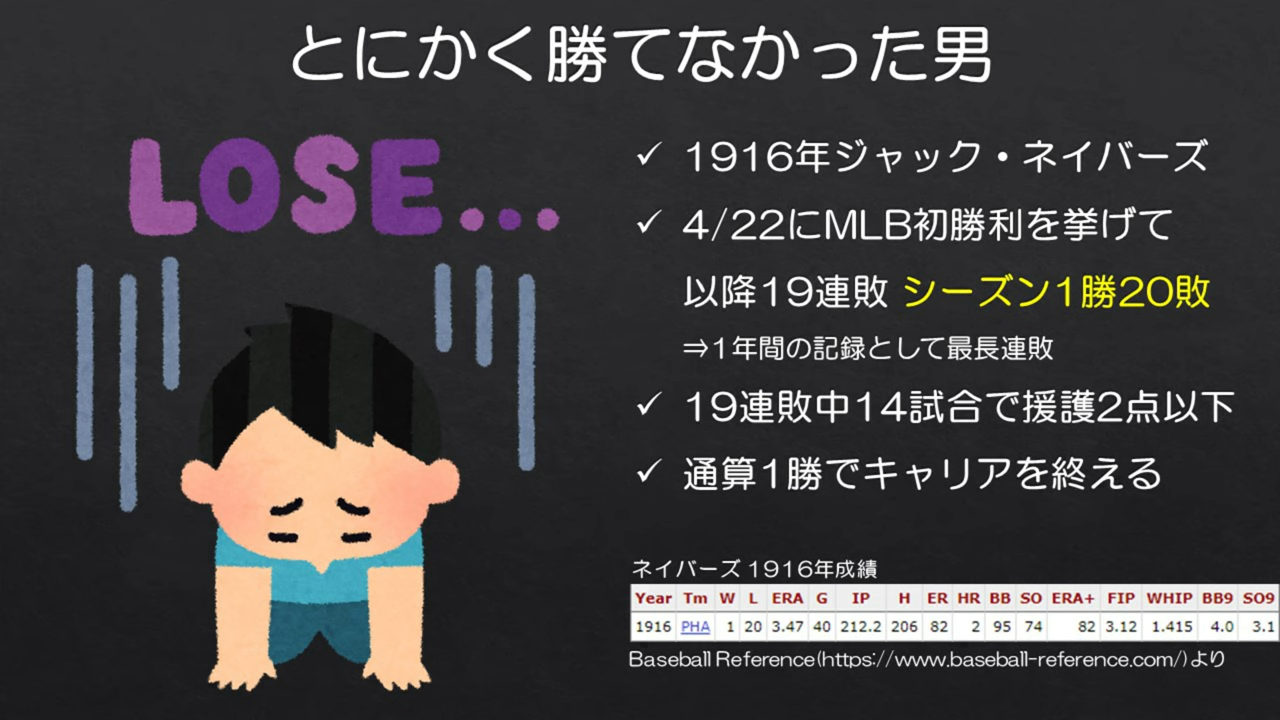 とにかく勝てなかった男
LOSE...
✓ 1916年ジャック・ネイバーズ
✓ 4/22にMLB初勝利を挙げて
以降19連敗 シーズン1勝20敗
⇒1年間の記録として最長連敗
✓ 19連敗中14試合で援護2点以下
✓ 通算1勝でキャリアを終える
ネイバーズ 1916年成績
Year Tm W L ERA G IP H ER HR BB SO ERA+ FIP WHIP BB9 SO9
1916 PHA 1 20 3.47 40 212.2 206 82 2 95 74 82 3.12 1.415 4.0 3.1
Baseball Reference(https://www.baseball-reference.com/)より